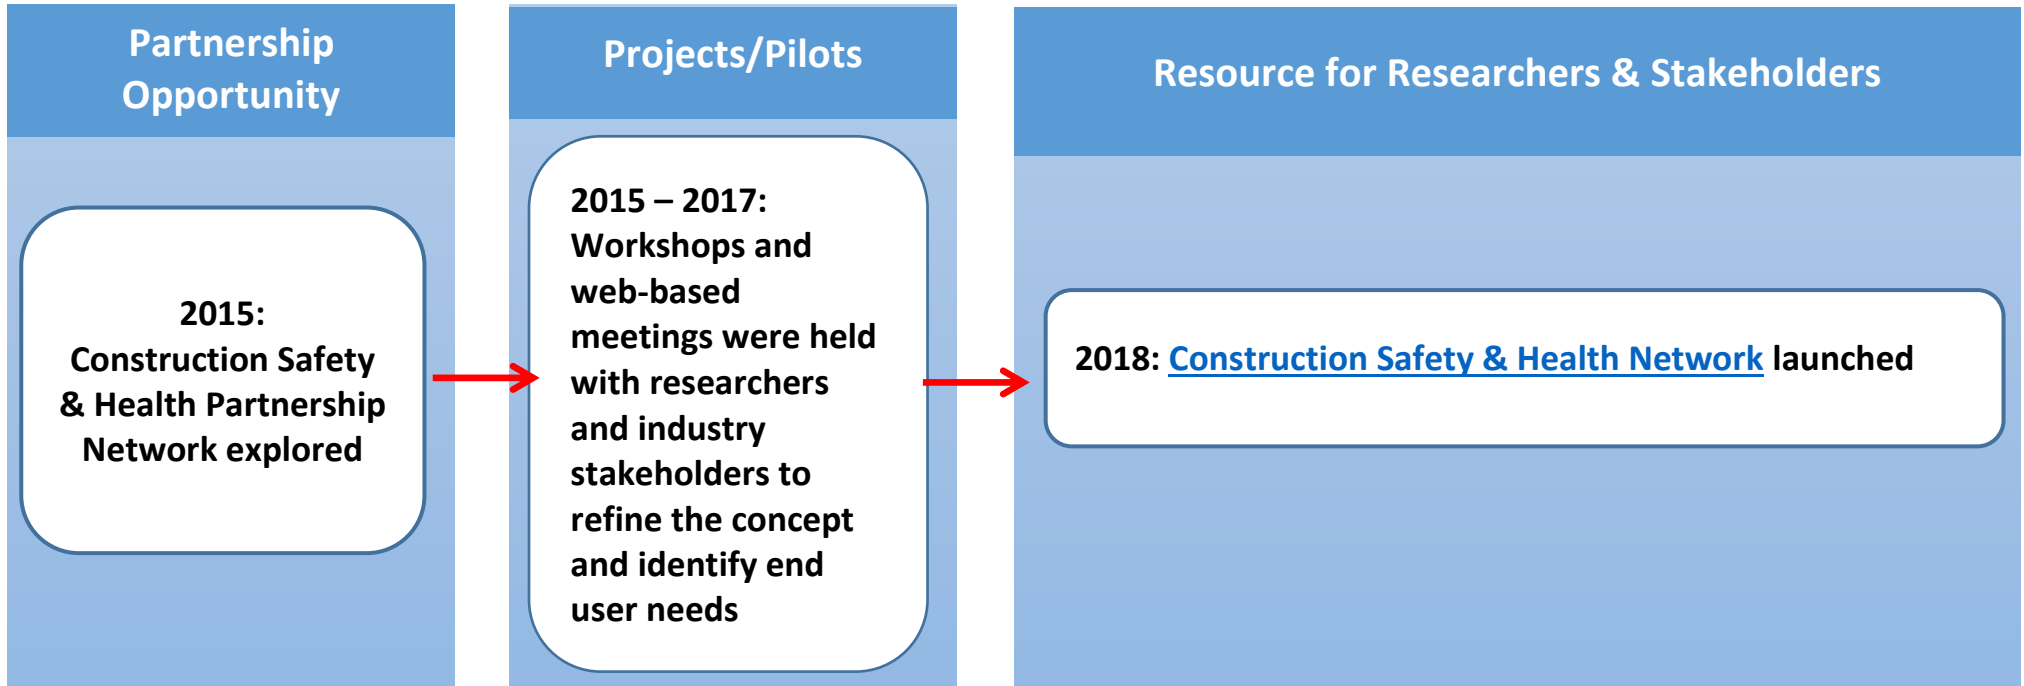 Partnership
Opportunity
2015:
Construction Safety
& Health Partnership
Network explored
Projects/Pilots
2015 – 2017:
Workshops and
web-based
meetings were held
with researchers
and industry
stakeholders to
refine the concept
and identify end
user needs
Resource for Researchers & Stakeholders
2018: Construction Safety & Health Network launched